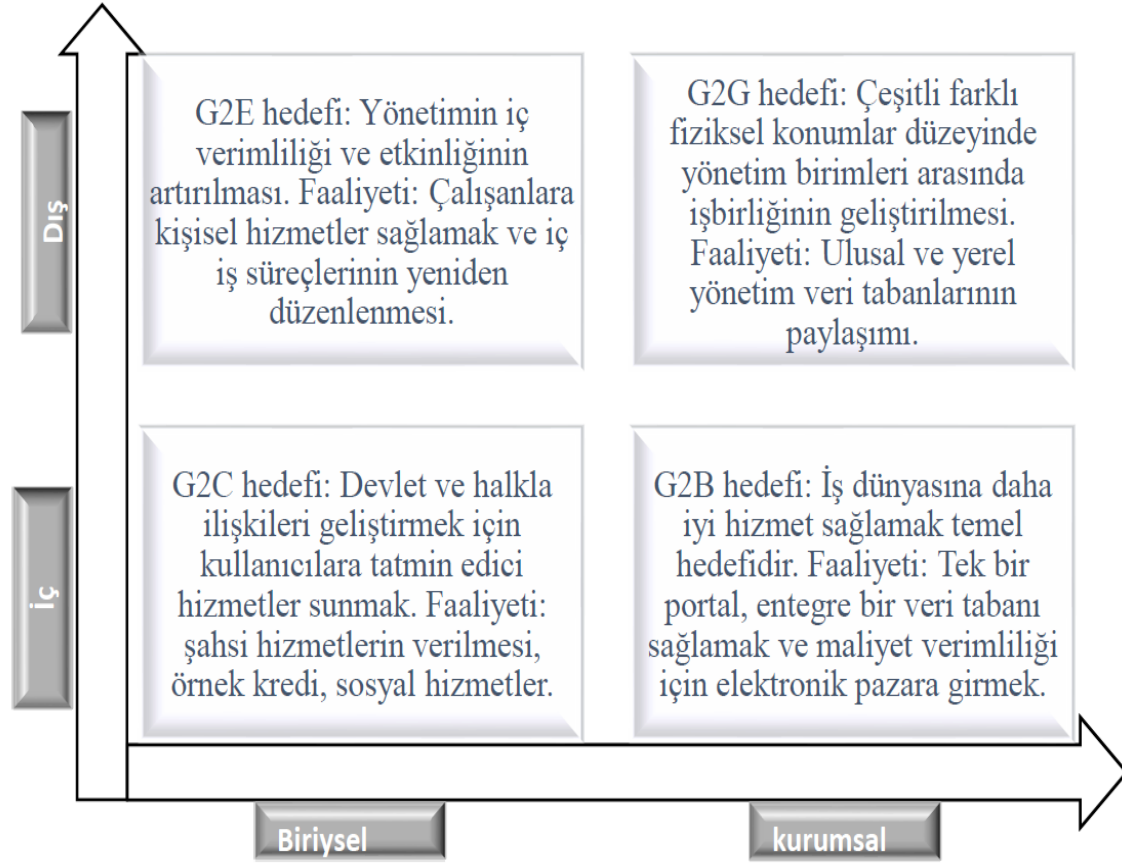 Dış
G2E hedefi: Yönetimin iç
verimliliği ve etkinliğinin
artırılması. Faaliyeti: Çalışanlara
kişisel hizmetler sağlamak ve iç
iş süreçlerinin yeniden
düzenlenmesi.
G2G hedefi: Çeşitli farklı
fiziksel konumlar düzeyinde
yönetim birimleri arasında
işbirliğinin geliştirilmesi.
Faaliyeti: Ulusal ve yerel
yönetim veri tabanlarının
paylaşımı.
İç
G2C hedefi: Devlet ve halkla
ilişkileri geliştirmek için
kullanıcılara tatmin edici
hizmetler sunmak. Faaliyeti:
şahsi hizmetlerin verilmesi,
örnek kredi, sosyal hizmetler.
G2B hedefi: İş dünyasına daha
iyi hizmet sağlamak temel
hedefidir. Faaliyeti: Tek bir
portal, entegre bir veri tabanı
sağlamak ve maliyet verimliliği
için elektronik pazara girmek.
Biriysel
kurumsal